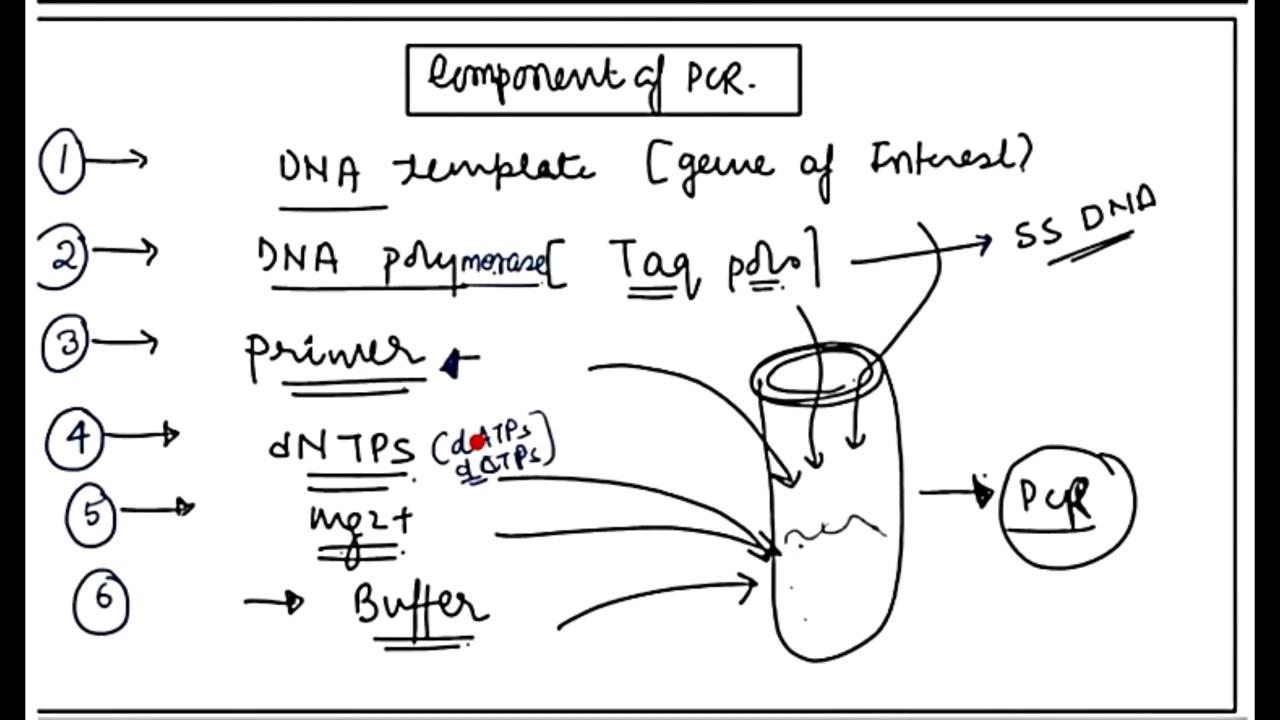 Component of PCR.
1 → DNA template [gene of Interest]
2 → DNA polymerase [Taq polo] → SS DNA
3 → Primer
4 → dNTPs (dATPs
dGTPs)
5 → mg2+
6 → Buffer
PCR